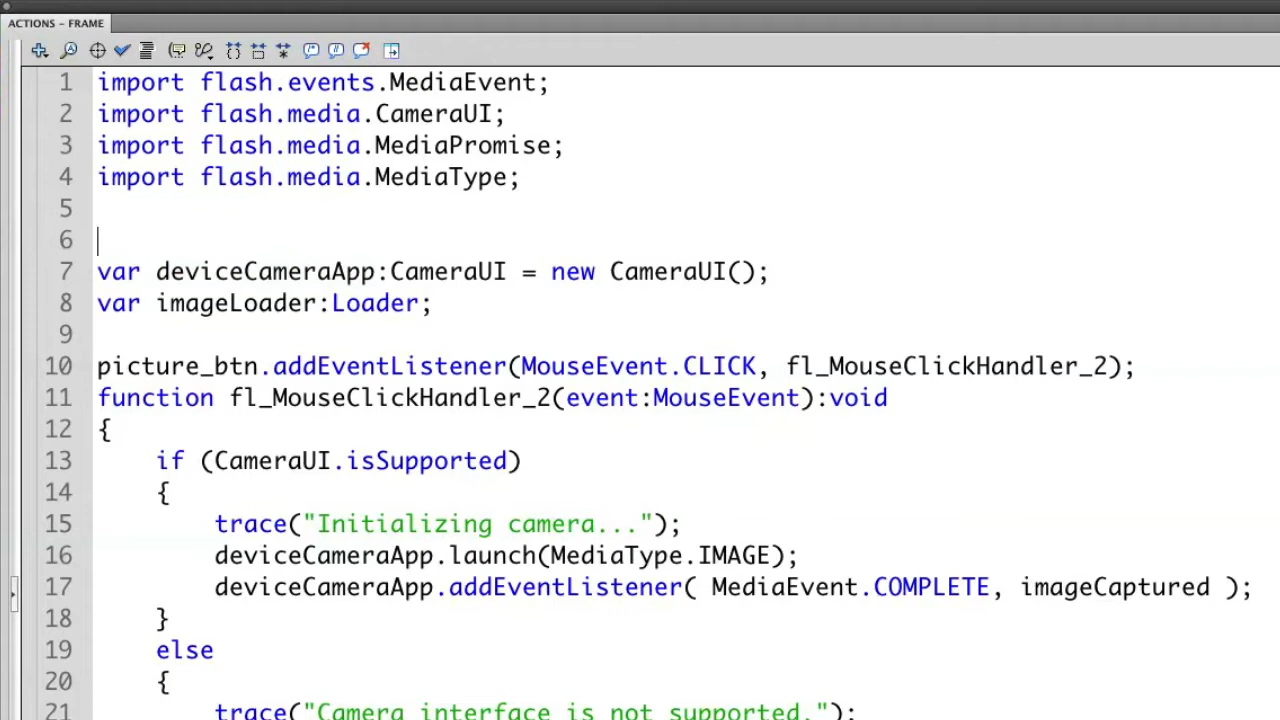 ACTIONS – FRAME
1 import flash.events.MediaEvent;
2 import flash.media.CameraUI;
3 import flash.media.MediaPromise;
4 import flash.media.MediaType;
5
6
7 var deviceCameraApp:CameraUI = new CameraUI();
8 var imageLoader:Loader;
9
10 picture_btn.addEventListener(MouseEvent.CLICK, fl_MouseClickHandler_2);
11 function fl_MouseClickHandler_2(event:MouseEvent):void
12 {
13 if (CameraUI.isSupported)
14 {
15 trace("Initializing camera...");
16 deviceCameraApp.launch(MediaType.IMAGE);
17 deviceCameraApp.addEventListener( MediaEvent.COMPLETE, imageCaptured );
18 }
19 else
20 {
21 trace("Camera interface is not supported.");